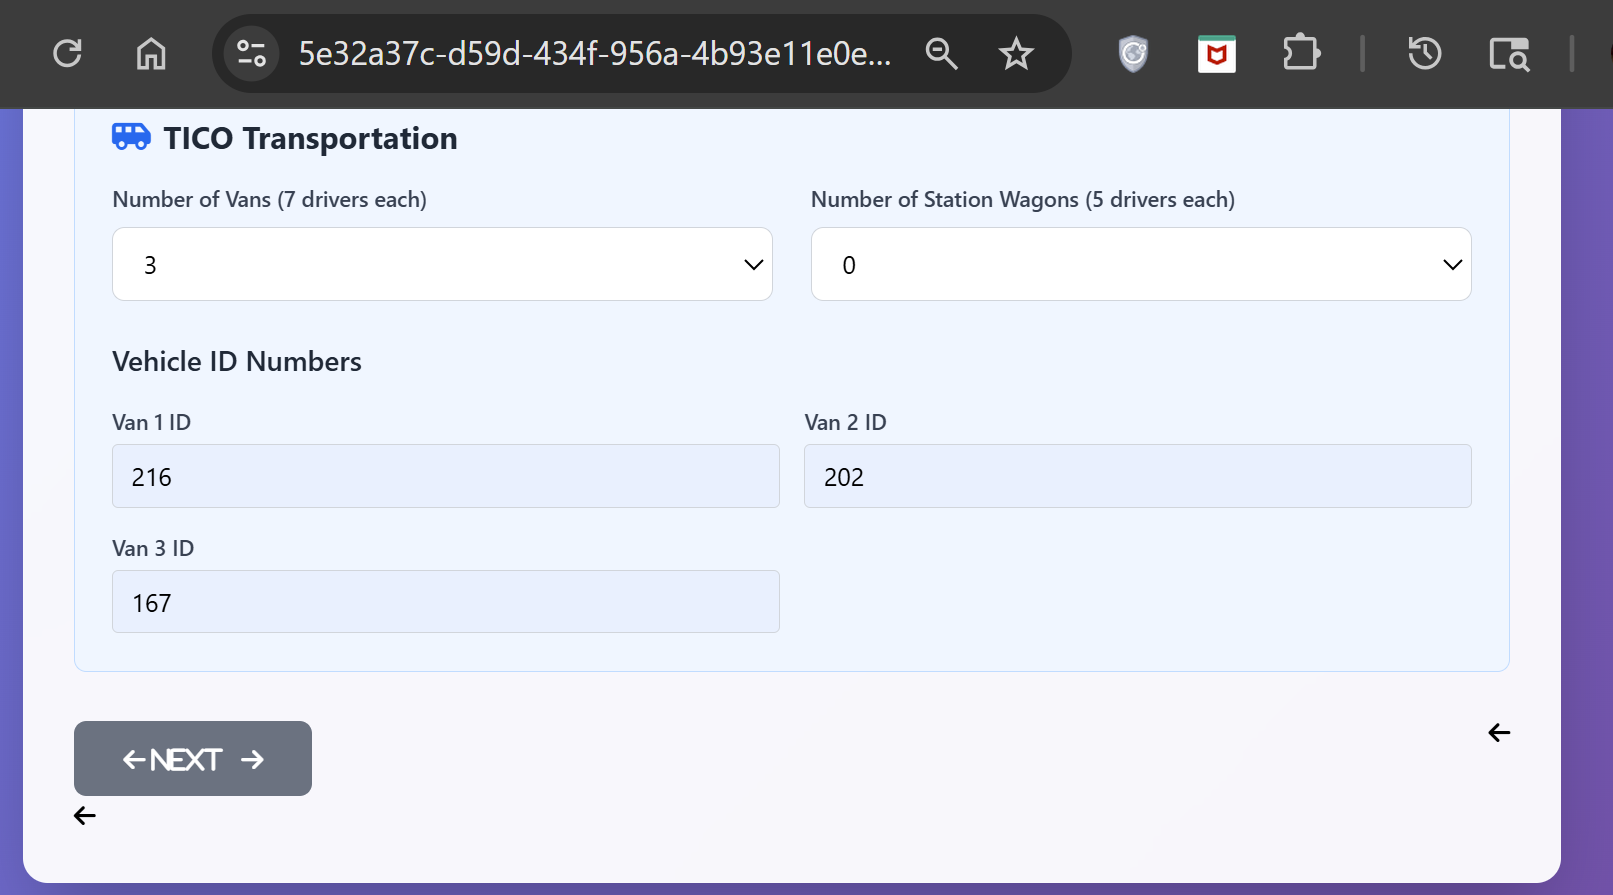 5e32a37c-d59d-434f-956a-4b93e11e0e...
TICO Transportation
Number of Vans (7 drivers each)
Number of Station Wagons (5 drivers each)
3
0
Vehicle ID Numbers
Van 1 ID
Van 2 ID
216
202
Van 3 ID
167
←NEXT →
←
←